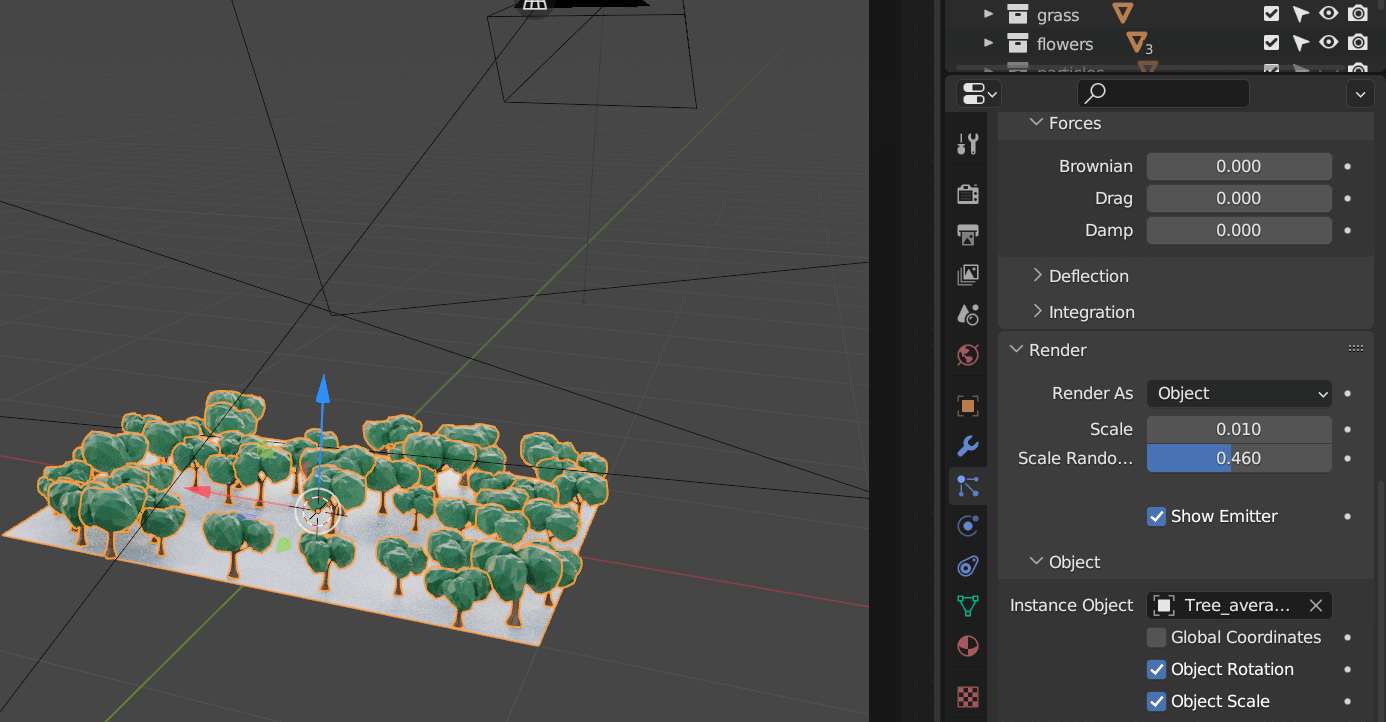 grass
flowers
3
particles
Forces
Brownian 0.000
Drag 0.000
Damp 0.000
Deflection
Integration
Render
Render As Object
Scale 0.010
Scale Rando... 0.460
Show Emitter
Object
Instance Object Tree_avera...
Global Coordinates
Object Rotation
Object Scale